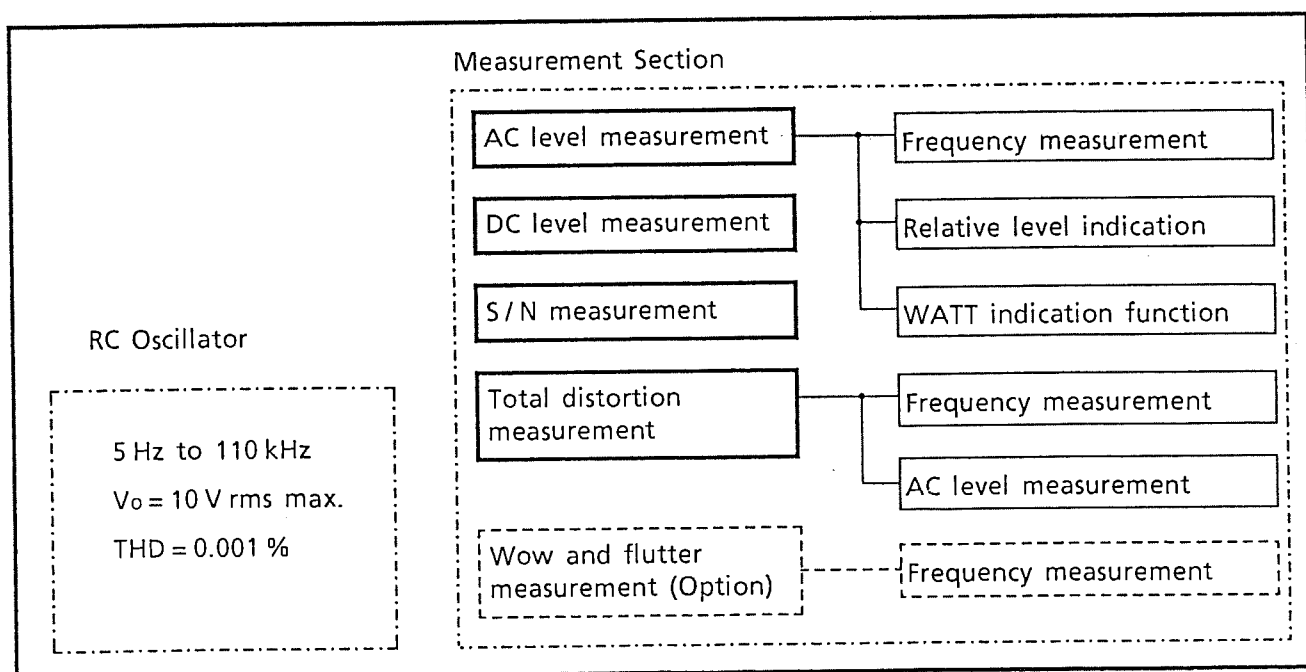 Measurement Section
AC level measurement
Frequency measurement
DC level measurement
Relative level indication
S/N measurement
WATT indication function
RC Oscillator
5 Hz to 110 kHz
Vo = 10 V rms max.
THD = 0.001 %
Total distortion
measurement
Frequency measurement
AC level measurement
Wow and flutter
measurement (Option)
Frequency measurement